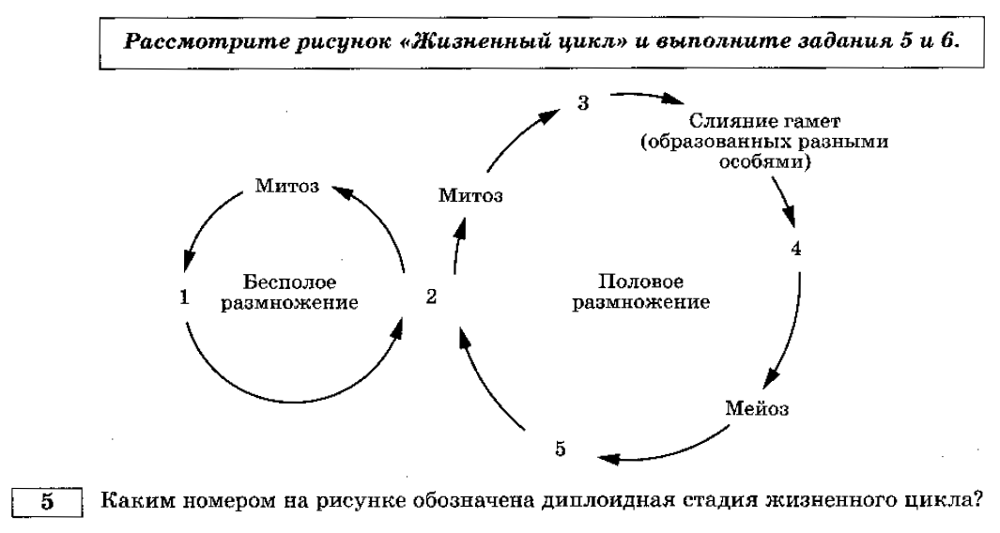 Рассмотрите рисунок «Жизненный цикл» и выполните задания 5 и 6.
3
Слияние гамет
(образованных разными
особями)
Митоз
Митоз
4
1
Бесполое
размножение
2
Половое
размножение
Мейоз
5
5 Каким номером на рисунке обозначена диплоидная стадия жизненного цикла?